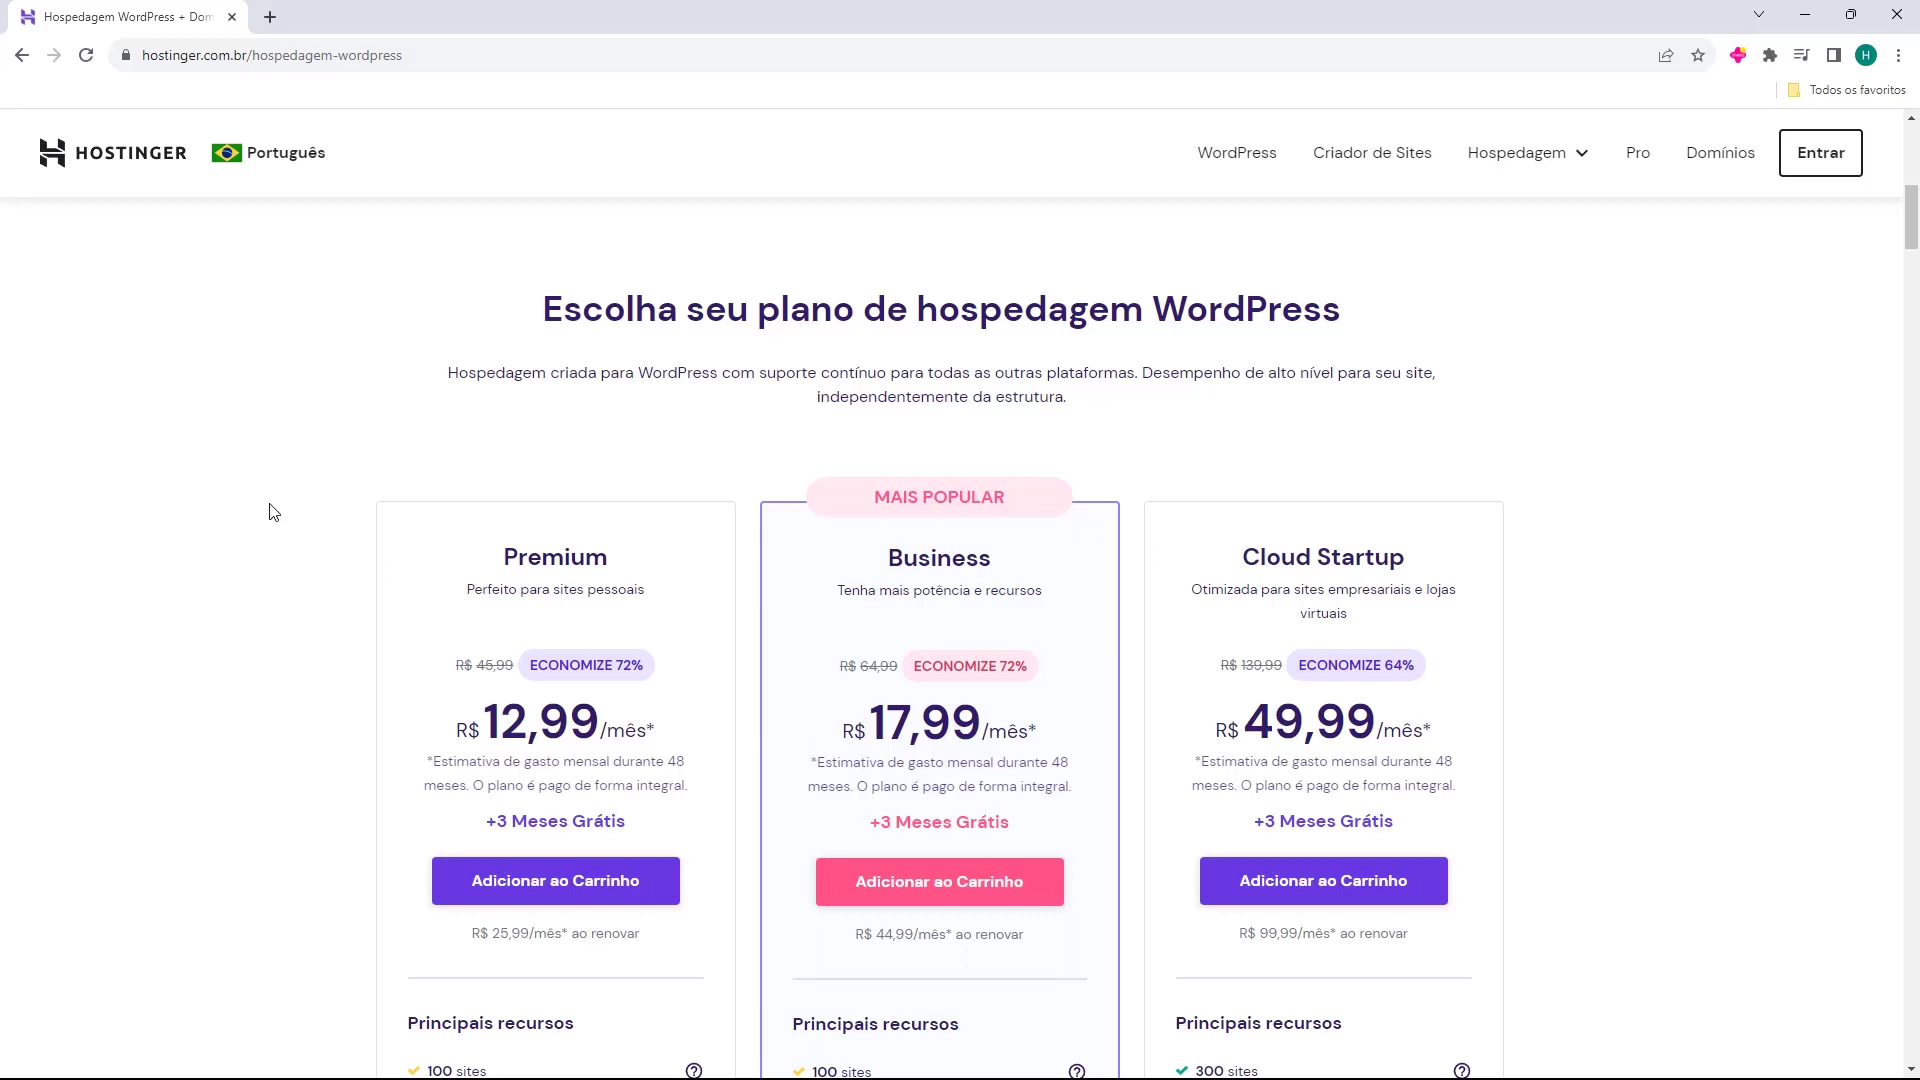 Hospedagem WordPress + Dom
hostinger.com.br/hospedagem-wordpress
H
Todos os favoritos
HOSTINGER
Português
WordPress
Criador de Sites
Hospedagem
Pro
Domínios
Entrar
Escolha seu plano de hospedagem WordPress
Hospedagem criada para WordPress com suporte contínuo para todas as outras plataformas. Desempenho de alto nível para seu site,
independentemente da estrutura.
Premium
Perfeito para sites pessoais
R$ 45,99 ECONOMIZE 72%
R$ 12,99/mês*
*Estimativa de gasto mensal durante 48
meses. O plano é pago de forma integral.
+3 Meses Grátis
Adicionar ao Carrinho
R$ 25,99/mês* ao renovar
Principais recursos
100 sites
MAIS POPULAR
Business
Tenha mais potência e recursos
R$ 64,99 ECONOMIZE 72%
R$ 17,99/mês*
*Estimativa de gasto mensal durante 48
meses. O plano é pago de forma integral.
+3 Meses Grátis
Adicionar ao Carrinho
R$ 44,99/mês* ao renovar
Principais recursos
100 sites
Cloud Startup
Otimizada para sites empresariais e lojas
virtuais
R$ 139,99 ECONOMIZE 64%
R$ 49,99/mês*
*Estimativa de gasto mensal durante 48
meses. O plano é pago de forma integral.
+3 Meses Grátis
Adicionar ao Carrinho
R$ 99,99/mês* ao renovar
Principais recursos
300 sites